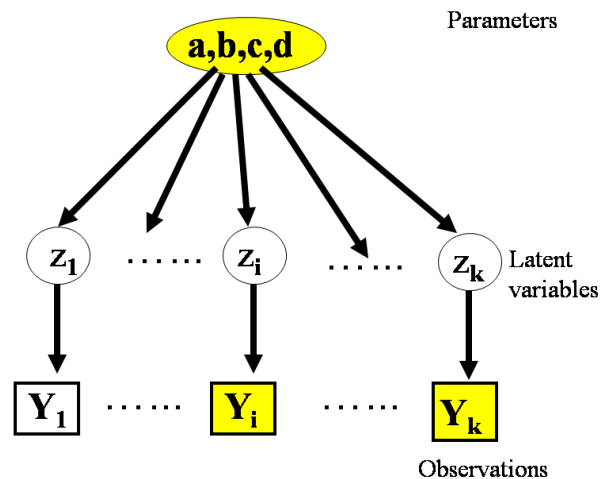 Parameters
a,b,c,d
z1 ...... zi ...... zk
Latent
variables
Y1 ...... Yi ...... Yk
Observations